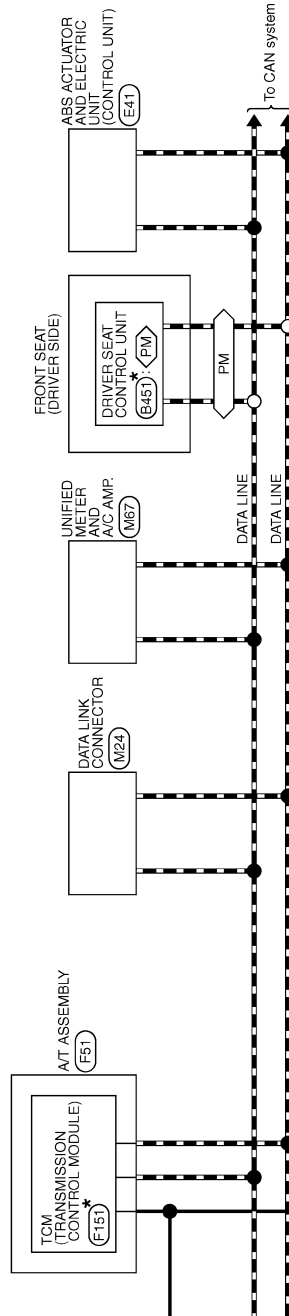 TCM
(TRANSMISSION
CONTROL MODULE)
*
F151
A/T ASSEMBLY
F51
DATA LINK
CONNECTOR
M24
UNIFIED
METER
AND
A/C AMP.
M67
FRONT SEAT
(DRIVER SIDE)
DRIVER SEAT
CONTROL UNIT
*
B451 : PM
PM
ABS ACTUATOR
AND ELECTRIC
UNIT
(CONTROL UNIT)
E41
DATA LINE
DATA LINE
To CAN system